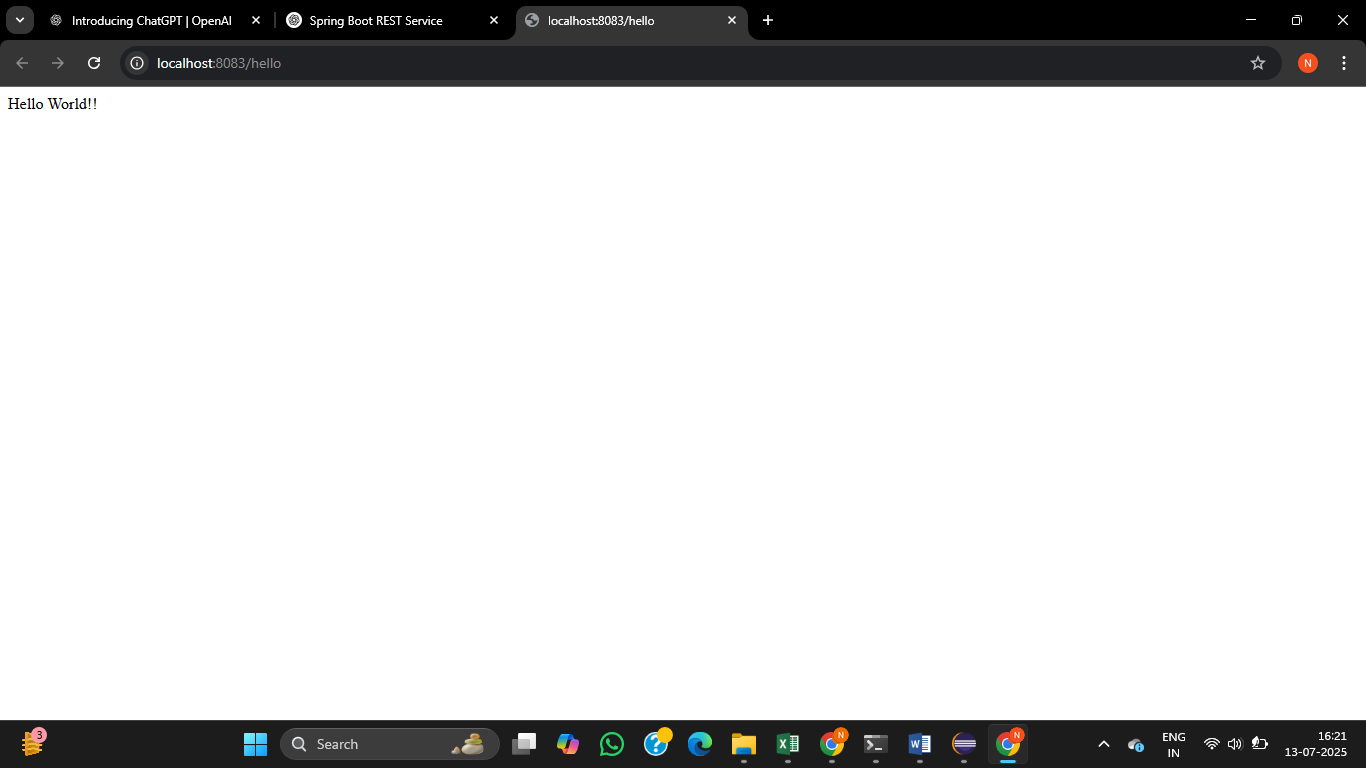 Introducing ChatGPT | OpenAI
Spring Boot REST Service
localhost:8083/hello
localhost:8083/hello
N
Hello World!!
3
Search
N
N
ENG
IN
16:21
13-07-2025